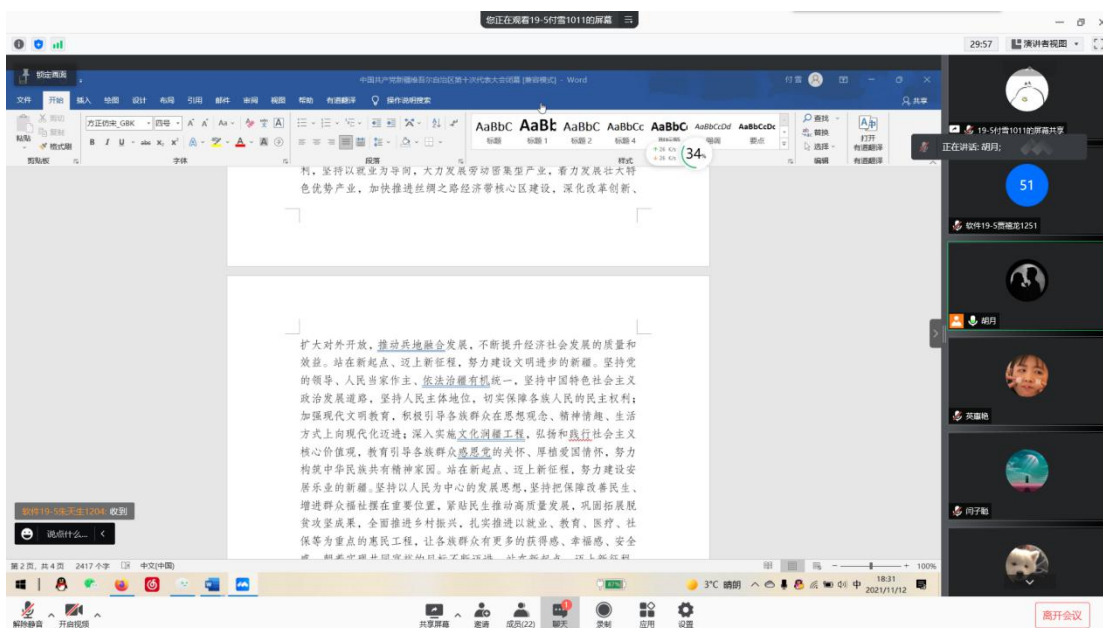 您正在观看19-5付雪1011的屏幕
29:57
演讲者视图
锁定画面
中国共产党新疆维吾尔自治区第十次代表大会闭幕 [兼容模式] - Word
付雪
文件 开始 插入 绘图 设计 布局 引用 邮件 审阅 视图 帮助 有道翻译 操作说明搜索
共享
剪切
复制
粘贴
格式刷
方正仿宋_GBK 四号
AaBbC AaBb AaBbC AaBbCc AaBbC AaBbCcDd AaBbCcDc
标题 标题 1 标题 2 标题 4 强调 要点
查找
替换
选择
打开
有道翻译
剪贴板 字体 段落 样式 编辑 有道翻译
34%
19-5付雪1011的屏幕共享
正在讲话: 胡月;
51
软件19-5贾禧龙1251
胡月
英廉艳
闫子聪
利，坚持以就业为导向，大力发展劳动密集型产业，着力发展壮大特
色优势产业，加快推进丝绸之路经济带核心区建设，深化改革创新、
扩大对外开放，推动兵地融合发展，不断提升经济社会发展的质量和
效益。站在新起点、迈上新征程，努力建设文明进步的新疆。坚持党
的领导、人民当家作主、依法治疆有机统一，坚持中国特色社会主义
政治发展道路，坚持人民主体地位，切实保障各族人民的民主权利；
加强现代文明教育，积极引导各族群众在思想观念、精神情趣、生活
方式上向现代化迈进；深入实施文化润疆工程，弘扬和践行社会主义
核心价值观，教育引导各族群众感恩党的关怀、厚植爱国情怀，努力
构筑中华民族共有精神家园。站在新起点、迈上新征程，努力建设安
居乐业的新疆。坚持以人民为中心的发展思想，坚持把保障改善民生、
增进群众福祉摆在重要位置，紧贴民生推动高质量发展，巩固拓展脱
贫攻坚成果，全面推进乡村振兴，扎实推进以就业、教育、医疗、社
保等为重点的惠民工程，让各族群众有更多的获得感、幸福感、安全
软件19-5朱天生1204: 收到
说点什么...
第2页, 共4页 2417个字 中文(中国)
100%
47%
3°C 晴朗
中
18:31
2021/11/12
解除静音 开启视频 共享屏幕 邀请 成员(22) 聊天 录制 应用 设置
离开会议